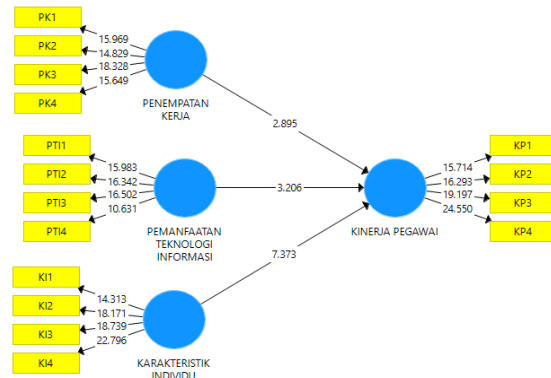 PK1
PK2
PK3
PK4
15.969
14.829
18.328
15.649
PENEMPATAN
KERJA
2.895
PTI1
PTI2
PTI3
PTI4
15.983
16.342
16.502
10.631
PEMANFAATAN
TEKNOLOGI
INFORMASI
3.206
KI1
KI2
KI3
KI4
14.313
18.171
18.739
22.796
KARAKTERISTIK
INDIVIDU
7.373
KINERJA PEGAWAI
15.714
16.293
19.197
24.550
KP1
KP2
KP3
KP4